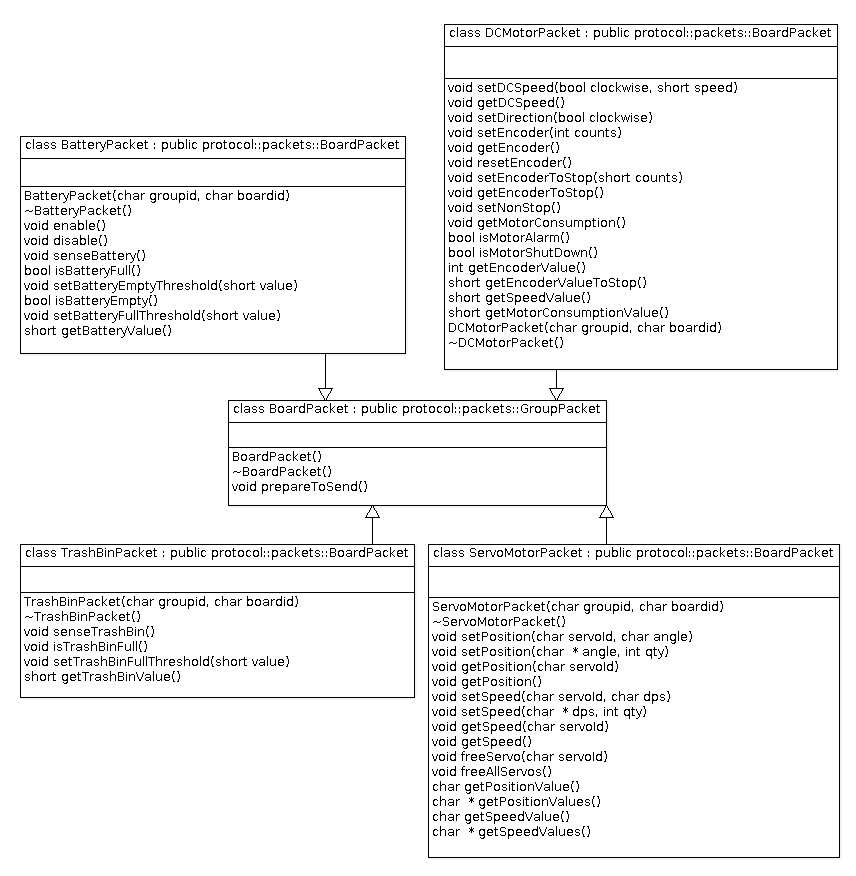 class DCMotorPacket : public protocol::packets::BoardPacket
void setDCSpeed(bool clockwise, short speed)
void getDCSpeed()
void setDirection(bool clockwise)
void setEncoder(int counts)
void getEncoder()
void resetEncoder()
void setEncoderToStop(short counts)
void getEncoderToStop()
void setNonStop()
void getMotorConsumption()
bool isMotorAlarm()
bool isMotorShutDown()
int getEncoderValue()
short getEncoderValueToStop()
short getSpeedValue()
short getMotorConsumptionValue()
DCMotorPacket(char groupid, char boardid)
~DCMotorPacket()
class BatteryPacket : public protocol::packets::BoardPacket
BatteryPacket(char groupid, char boardid)
~BatteryPacket()
void enable()
void disable()
void senseBattery()
bool isBatteryFull()
void setBatteryEmptyThreshold(short value)
bool isBatteryEmpty()
void setBatteryFullThreshold(short value)
short getBatteryValue()
class BoardPacket : public protocol::packets::GroupPacket
BoardPacket()
~BoardPacket()
void prepareToSend()
class TrashBinPacket : public protocol::packets::BoardPacket
TrashBinPacket(char groupid, char boardid)
~TrashBinPacket()
void senseTrashBin()
void isTrashBinFull()
void setTrashBinFullThreshold(short value)
short getTrashBinValue()
class ServoMotorPacket : public protocol::packets::BoardPacket
ServoMotorPacket(char groupid, char boardid)
~ServoMotorPacket()
void setPosition(char servoId, char angle)
void setPosition(char * angle, int qty)
void getPosition(char servoId)
void getPosition()
void setSpeed(char servoId, char dps)
void setSpeed(char * dps, int qty)
void getSpeed(char servoId)
void getSpeed()
void freeServo(char servoId)
void freeAllServos()
char getPositionValue()
char * getPositionValues()
char getSpeedValue()
char * getSpeedValues()